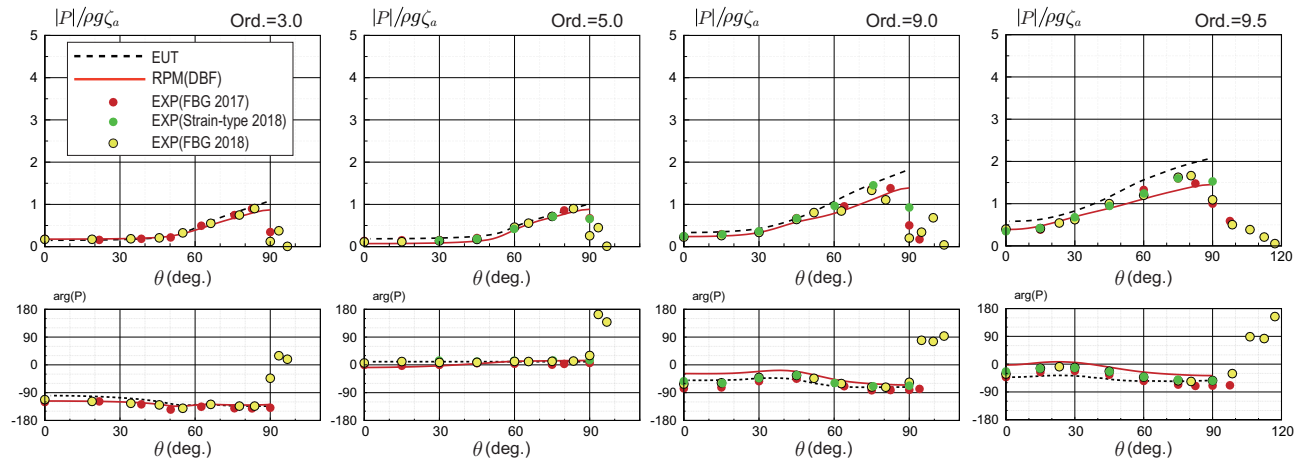 |P|/ρgζₐ Ord.=3.0
5
4
3
2
1
0
EUT
RPM(DBF)
EXP(FBG 2017)
EXP(Strain-type 2018)
EXP(FBG 2018)
0 30 60 90
θ (deg.)
|P|/ρgζₐ Ord.=5.0
5
4
3
2
1
0
0 30 60 90
θ (deg.)
|P|/ρgζₐ Ord.=9.0
5
4
3
2
1
0
0 30 60 90
θ (deg.)
|P|/ρgζₐ Ord.=9.5
5
4
3
2
1
0
0 30 60 90 120
θ (deg.)
arg(P)
180
90
0
-90
-180
0 30 60 90
θ (deg.)
arg(P)
180
90
0
-90
-180
0 30 60 90
θ (deg.)
arg(P)
180
90
0
-90
-180
0 30 60 90
θ (deg.)
arg(P)
180
90
0
-90
-180
0 30 60 90 120
θ (deg.)